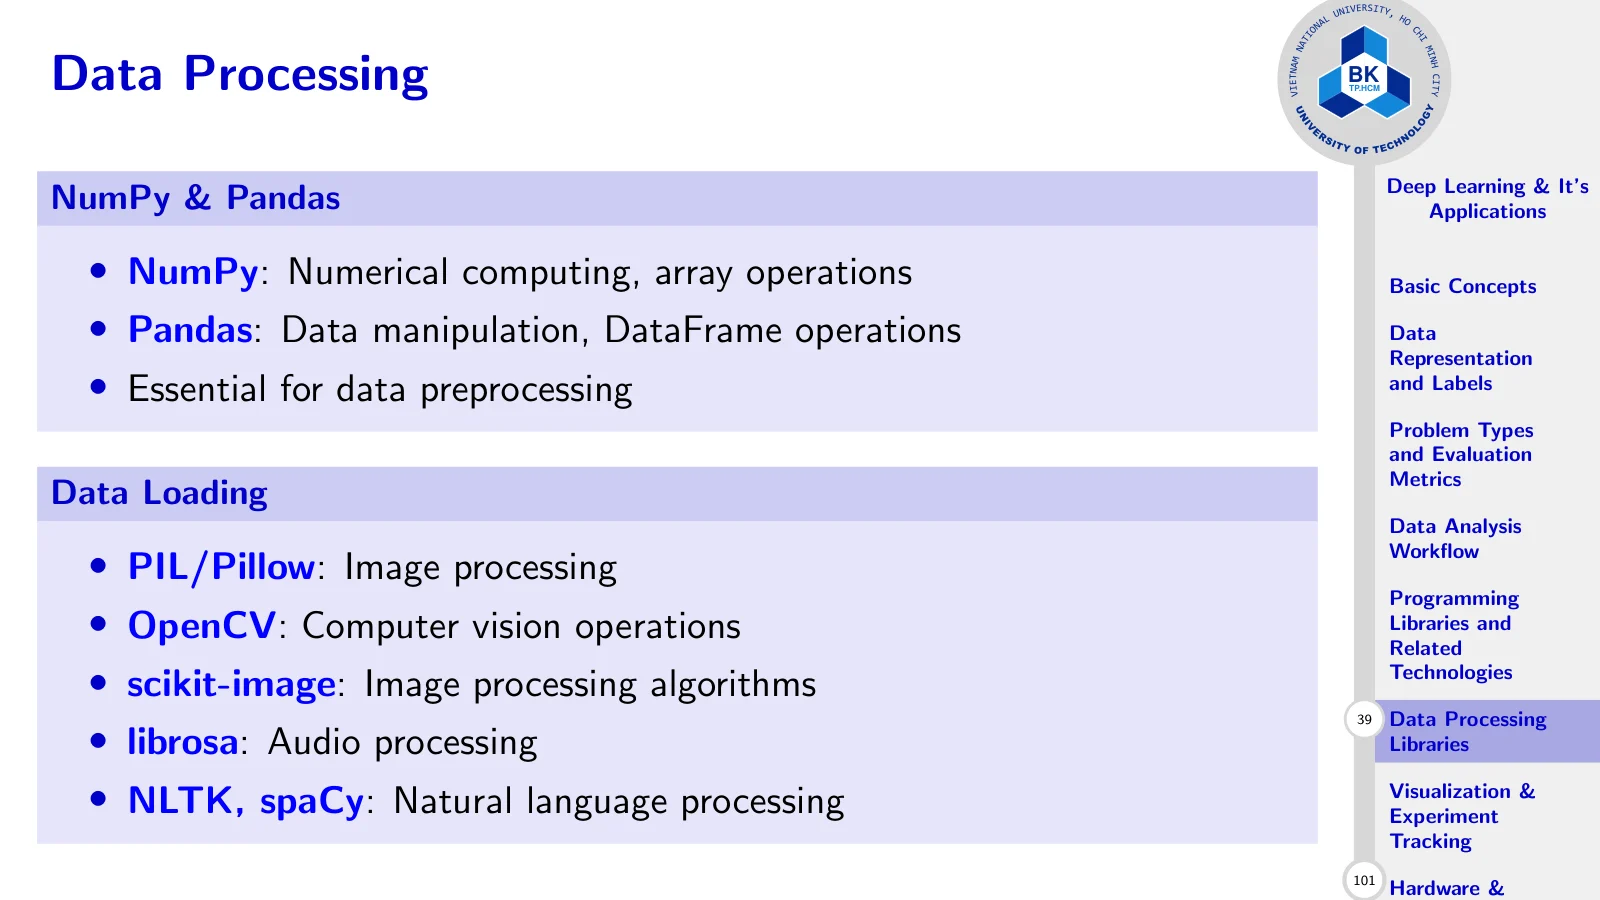 Data Processing
NumPy & Pandas
• NumPy: Numerical computing, array operations
• Pandas: Data manipulation, DataFrame operations
• Essential for data preprocessing
Data Loading
• PIL/Pillow: Image processing
• OpenCV: Computer vision operations
• scikit-image: Image processing algorithms
• librosa: Audio processing
• NLTK, spaCy: Natural language processing
VIETNAM NATIONAL UNIVERSITY, HO CHI MINH CITY
BK
TP.HCM
UNIVERSITY OF TECHNOLOGY
Deep Learning & It's
Applications
Basic Concepts
Data
Representation
and Labels
Problem Types
and Evaluation
Metrics
Data Analysis
Workflow
Programming
Libraries and
Related
Technologies
39
Data Processing
Libraries
Visualization &
Experiment
Tracking
101
Hardware &